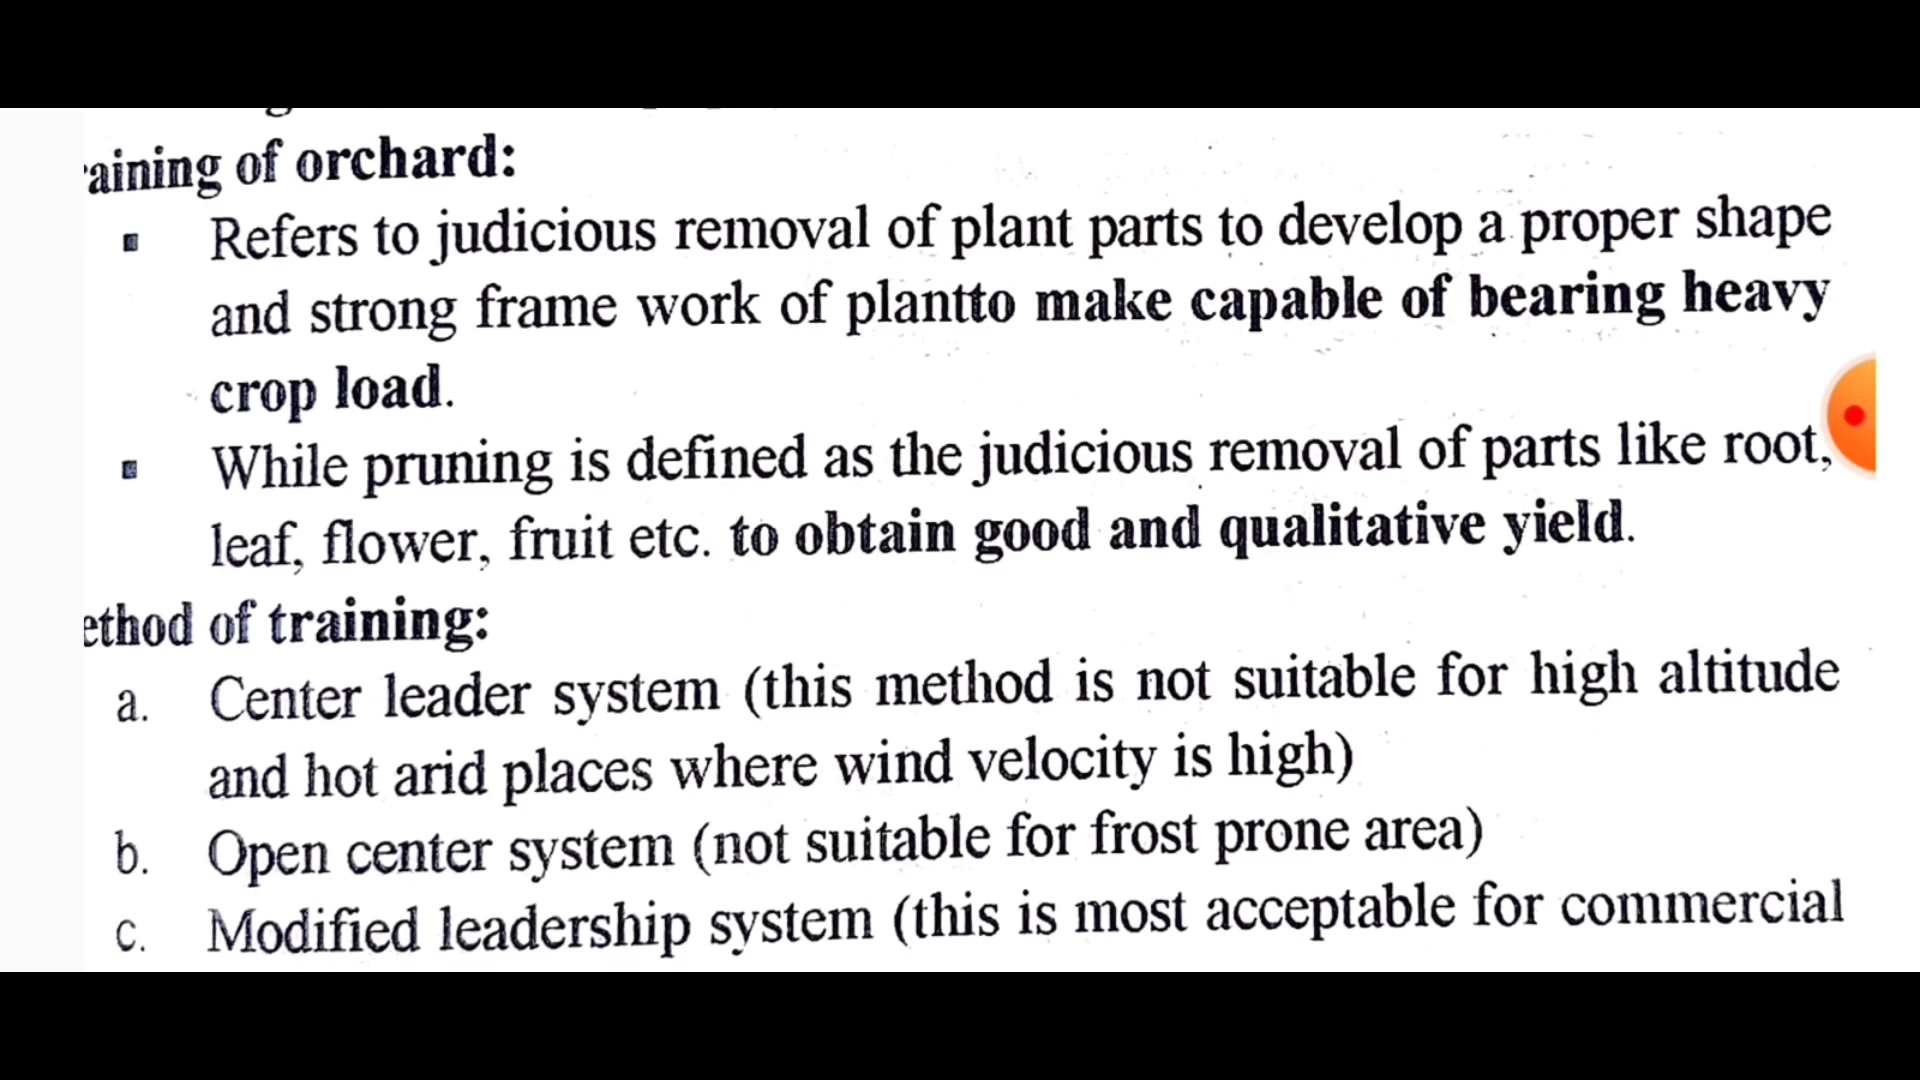 aining of orchard:
▪ Refers to judicious removal of plant parts to develop a proper shape
and strong frame work of plantto make capable of bearing heavy
crop load.
▪ While pruning is defined as the judicious removal of parts like root,
leaf, flower, fruit etc. to obtain good and qualitative yield.
ethod of training:
a. Center leader system (this method is not suitable for high altitude
and hot arid places where wind velocity is high)
b. Open center system (not suitable for frost prone area)
c. Modified leadership system (this is most acceptable for commercial